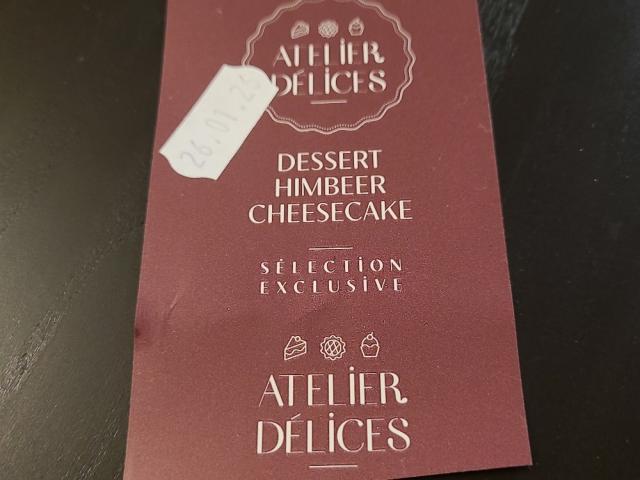 ATELIER
DÉLICES
26.01.25
DESSERT
HIMBEER
CHEESECAKE
SÉLECTION
EXCLUSIVE
ATELIER
DÉLICES